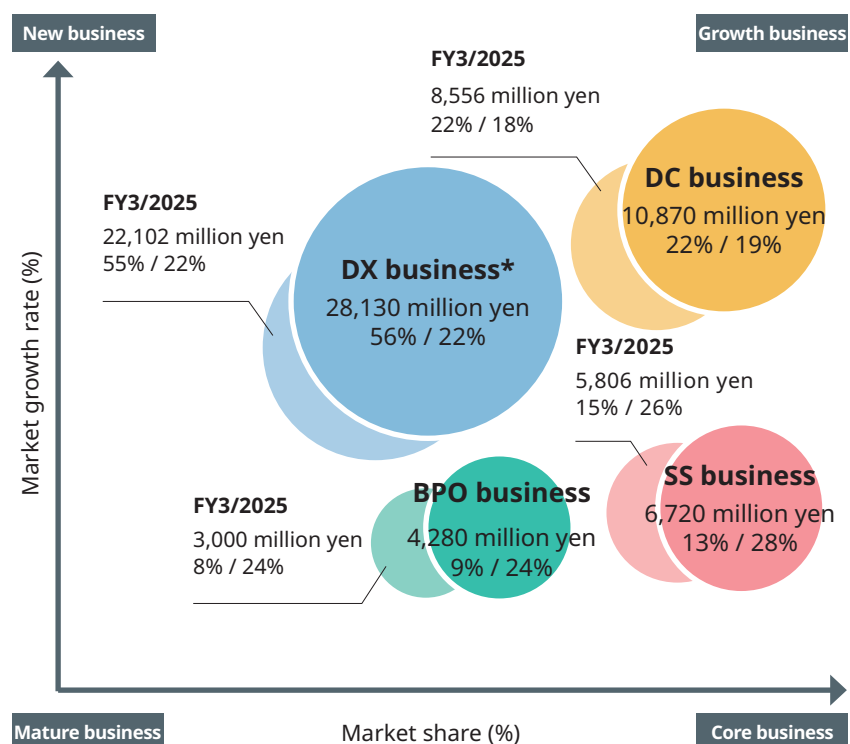 New business
Growth business
FY3/2025
8,556 million yen
22% / 18%
DC business
10,870 million yen
22% / 19%
FY3/2025
22,102 million yen
55% / 22%
DX business*
28,130 million yen
56% / 22%
FY3/2025
5,806 million yen
15% / 26%
SS business
6,720 million yen
13% / 28%
BPO business
4,280 million yen
9% / 24%
FY3/2025
3,000 million yen
8% / 24%
Market growth rate (%)
Mature business
Market share (%)
Core business